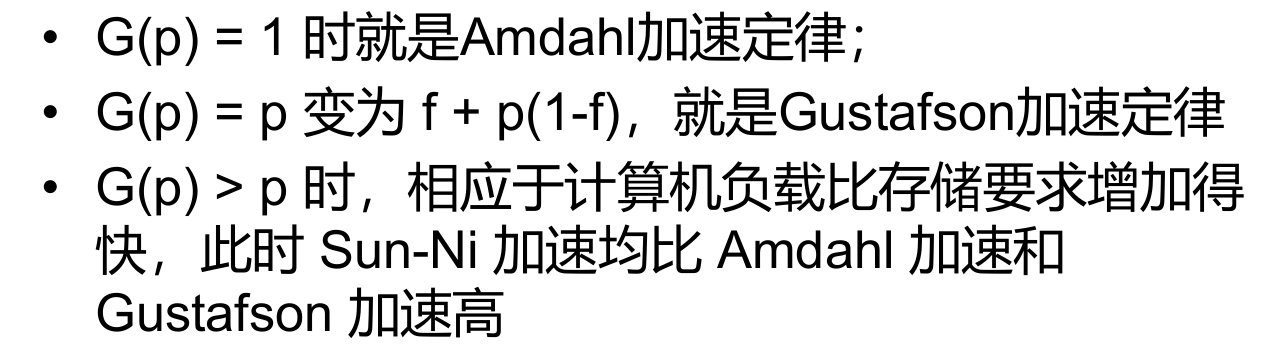 • G(p) = 1 时就是Amdahl加速定律；
• G(p) = p 变为 f + p(1-f)，就是Gustafson加速定律
• G(p) > p 时，相应于计算机负载比存储要求增加得
快，此时 Sun-Ni 加速均比 Amdahl 加速和
Gustafson 加速高